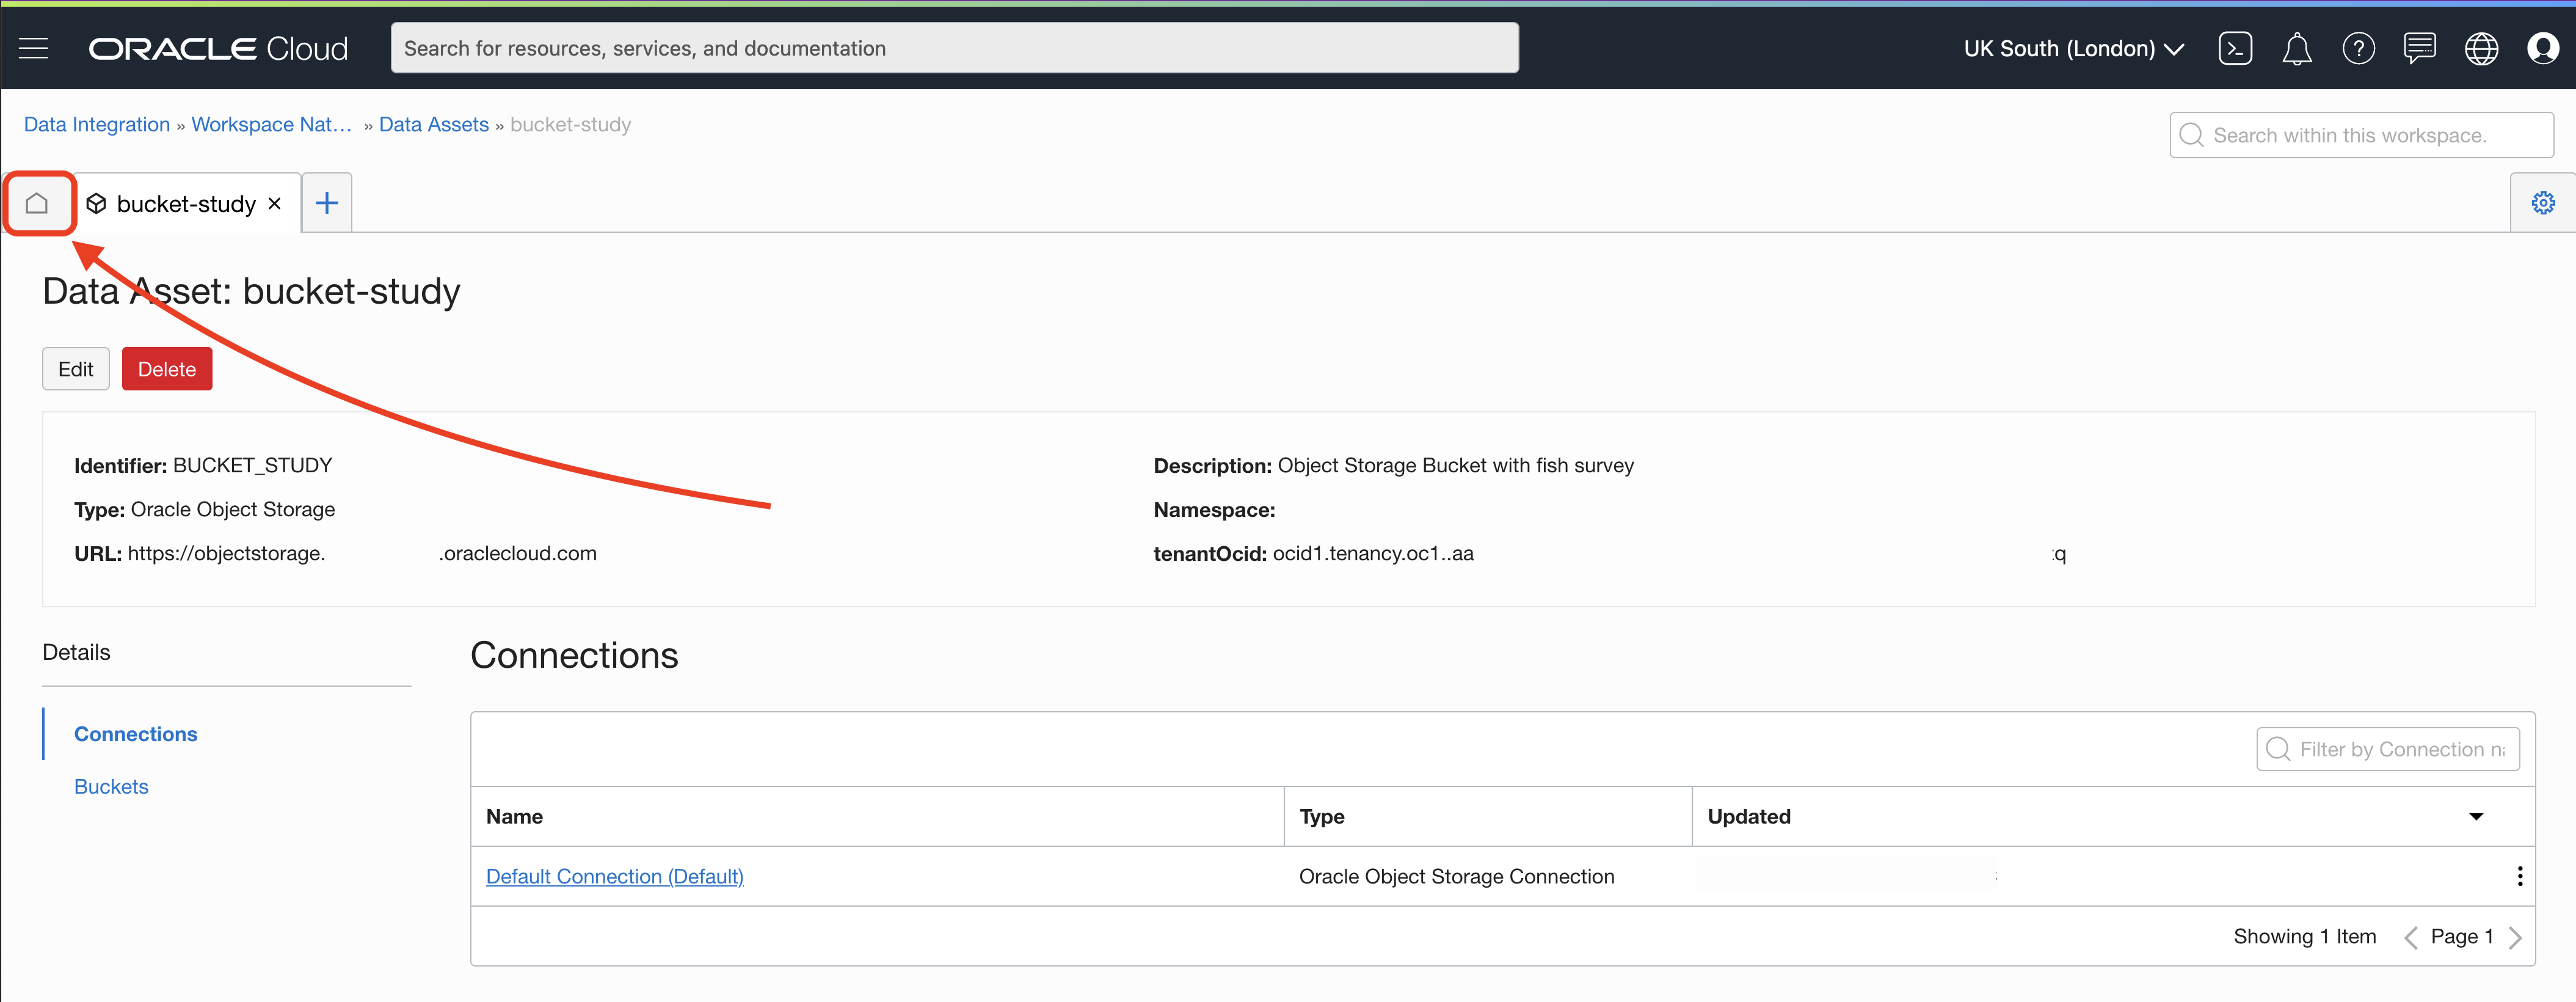 ORACLE Cloud
Search for resources, services, and documentation
UK South (London)
Data Integration » Workspace Nat... » Data Assets » bucket-study
Search within this workspace.
bucket-study
Data Asset: bucket-study
Edit
Delete
Identifier: BUCKET_STUDY
Description: Object Storage Bucket with fish survey
Type: Oracle Object Storage
Namespace:
URL: https://objectstorage. .oraclecloud.com
tenantOcid: ocid1.tenancy.oc1..aa q
Details
Connections
Buckets
Connections
Filter by Connection na
Name Type Updated
Default Connection (Default) Oracle Object Storage Connection
Showing 1 Item Page 1